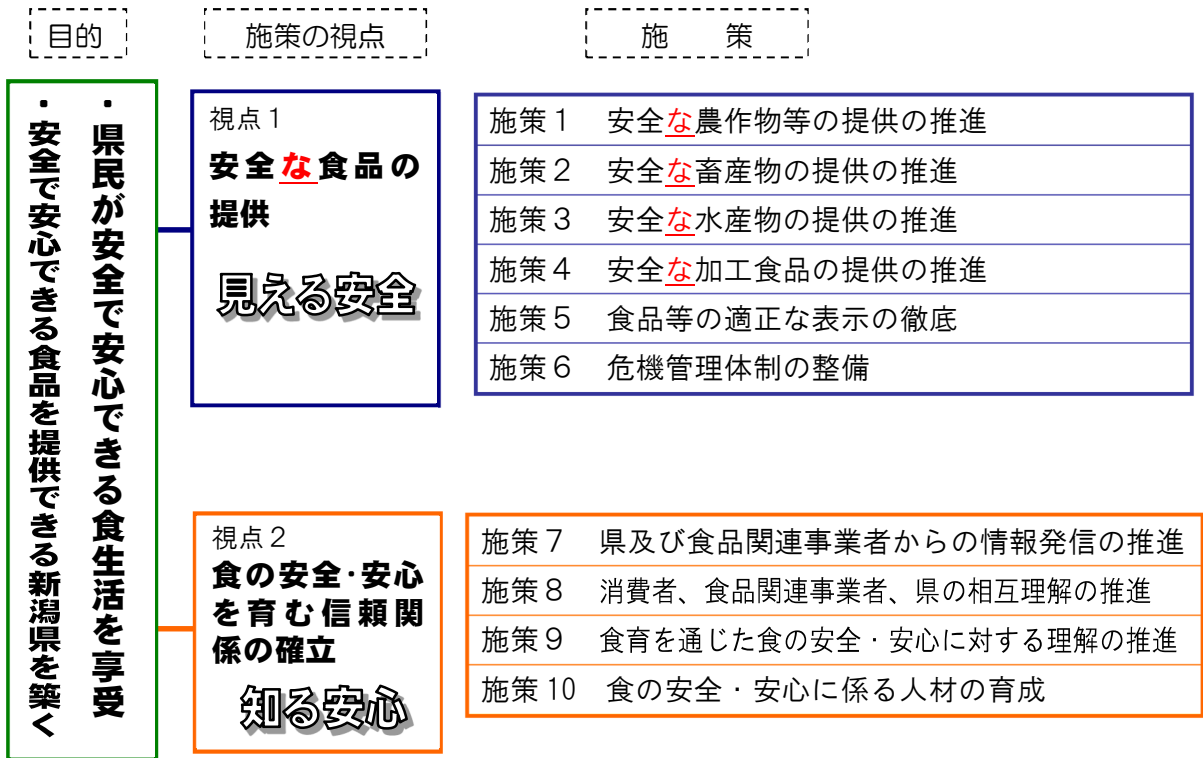 目的
施策の視点
施　　策
・県民が安全で安心できる食生活を享受
・安全で安心できる食品を提供できる新潟県を築く
視点１
安全な食品の
提供
見える安全
施策１　安全な農作物等の提供の推進
施策２　安全な畜産物の提供の推進
施策３　安全な水産物の提供の推進
施策４　安全な加工食品の提供の推進
施策５　食品等の適正な表示の徹底
施策６　危機管理体制の整備
視点２
食の安全・安心
を育む信頼関
係の確立
知る安心
施策７　県及び食品関連事業者からの情報発信の推進
施策８　消費者、食品関連事業者、県の相互理解の推進
施策９　食育を通じた食の安全・安心に対する理解の推進
施策10　食の安全・安心に係る人材の育成